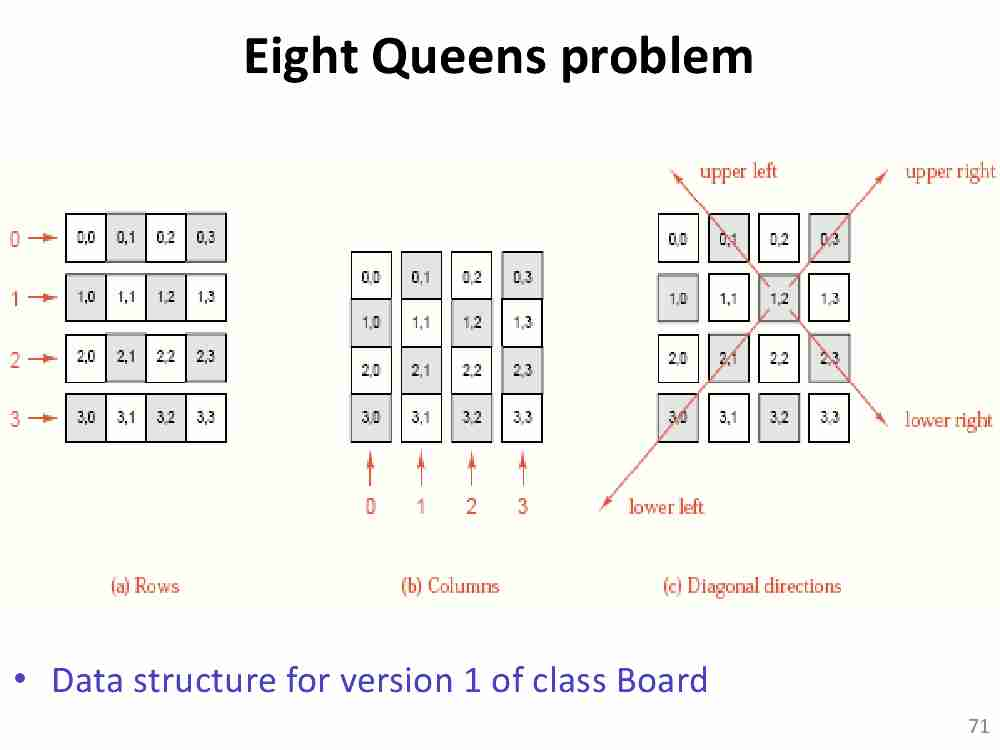 Eight Queens problem
0 0,0 0,1 0,2 0,3
1 1,0 1,1 1,2 1,3
2 2,0 2,1 2,2 2,3
3 3,0 3,1 3,2 3,3
(a) Rows
0,0 0,1 0,2 0,3
1,0 1,1 1,2 1,3
2,0 2,1 2,2 2,3
3,0 3,1 3,2 3,3
0 1 2 3
(b) Columns
upper left upper right
0,0 0,1 0,2 0,3
1,0 1,1 1,2 1,3
2,0 2,1 2,2 2,3
3,0 3,1 3,2 3,3
lower right
lower left
(c) Diagonal directions
• Data structure for version 1 of class Board
71